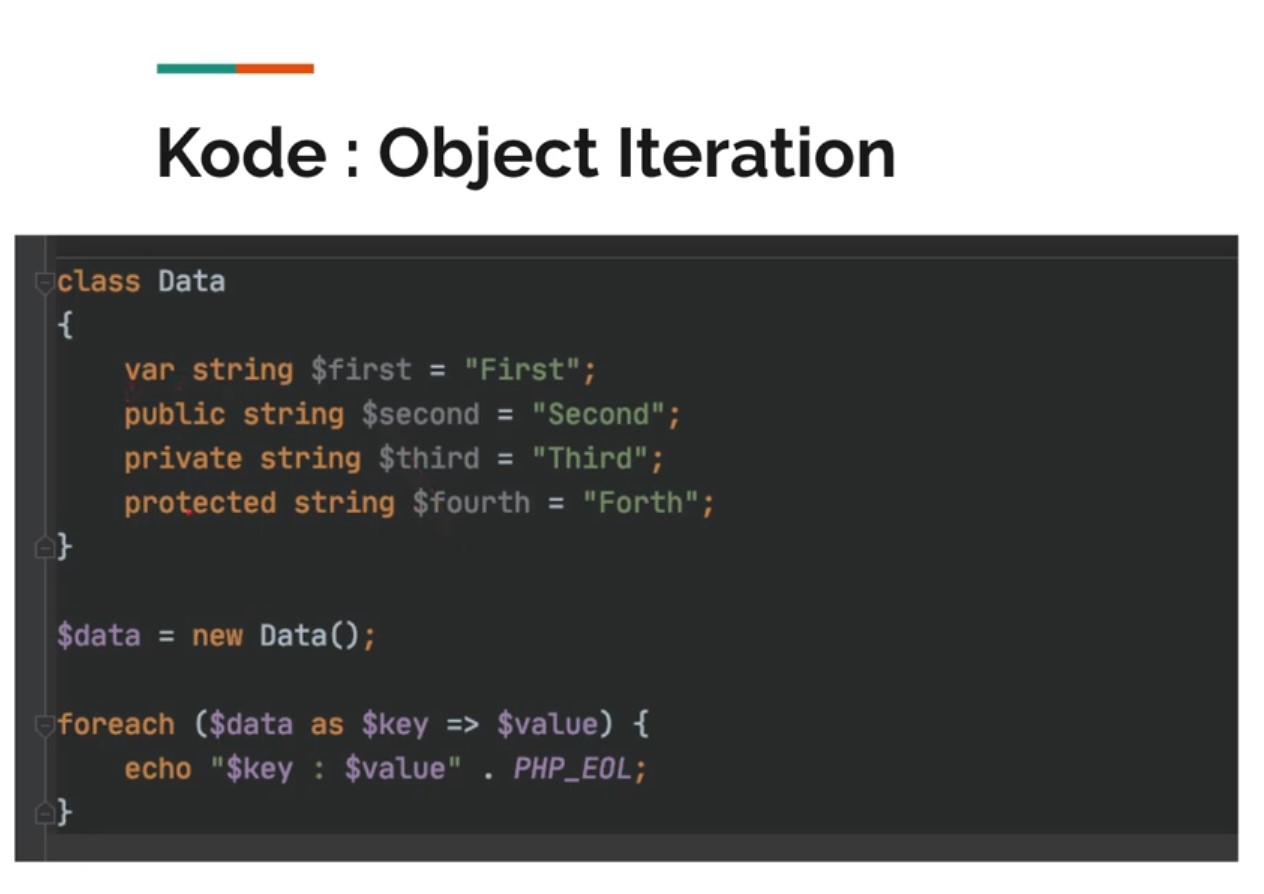 Kode : Object Iteration
class Data
{
    var string $first = "First";
    public string $second = "Second";
    private string $third = "Third";
    protected string $fourth = "Forth";
}
$data = new Data();
foreach ($data as $key => $value) {
    echo "$key : $value" . PHP_EOL;
}